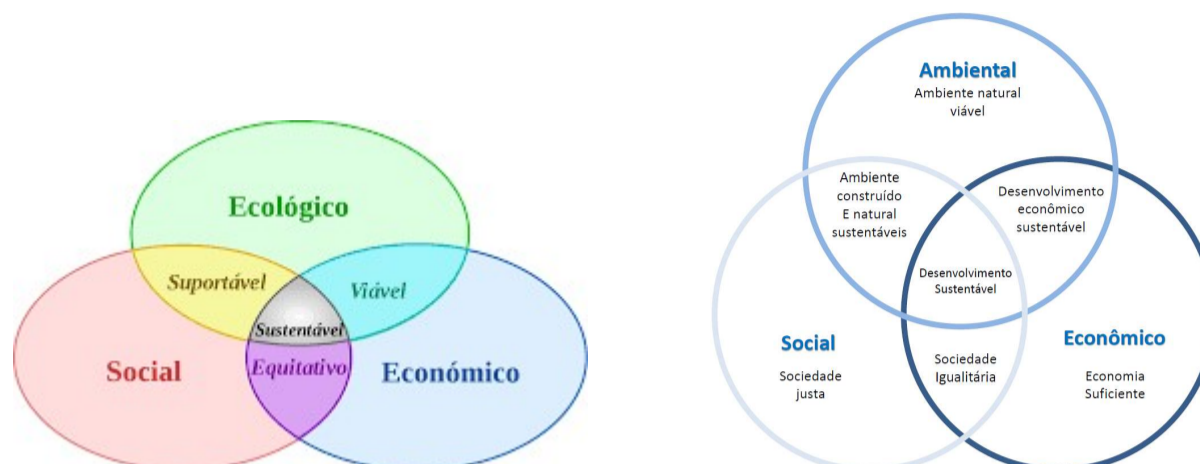 Ecológico
Suportável
Viável
Sustentável
Social
Equitativo
Económico
Ambiental
Ambiente natural
viável
Ambiente
construído
E natural
sustentáveis
Desenvolvimento
econômico
sustentável
Desenvolvimento
Sustentável
Social
Sociedade
justa
Sociedade
Igualitária
Econômico
Economia
Suficiente